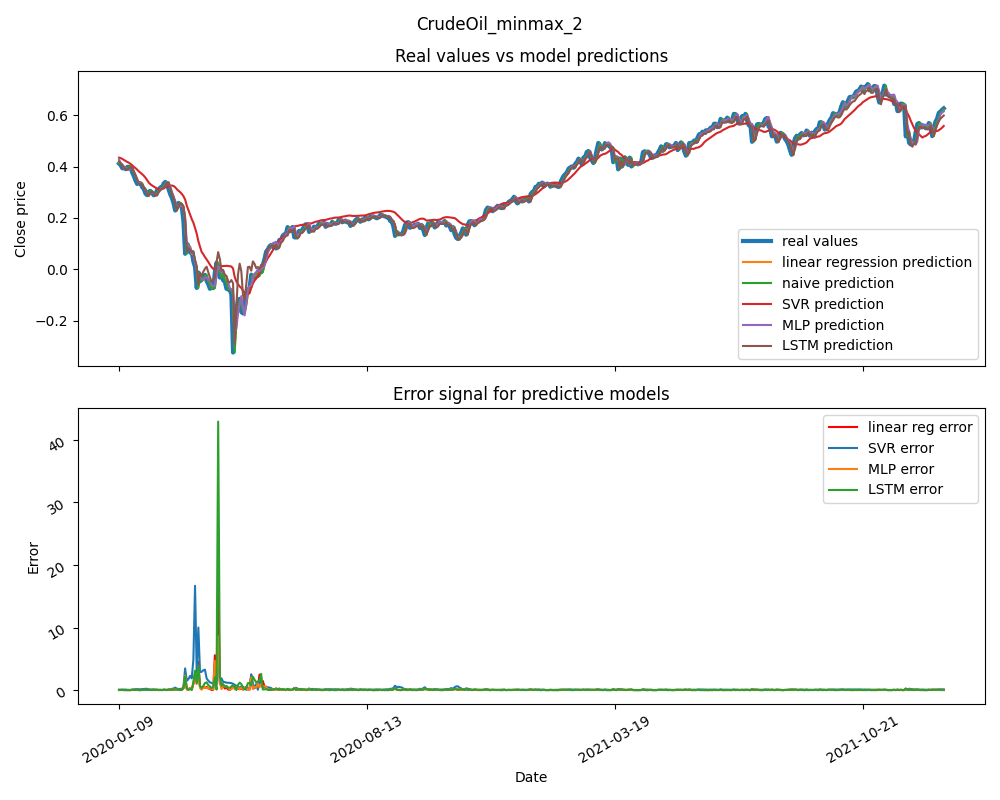 CrudeOil_minmax_2
Real values vs model predictions
Close price
0.6
0.4
0.2
0.0
−0.2
real values
linear regression prediction
naive prediction
SVR prediction
MLP prediction
LSTM prediction
Error signal for predictive models
Error
40
30
20
10
0
linear reg error
SVR error
MLP error
LSTM error
2020-01-09
2020-08-13
2021-03-19
2021-10-21
Date